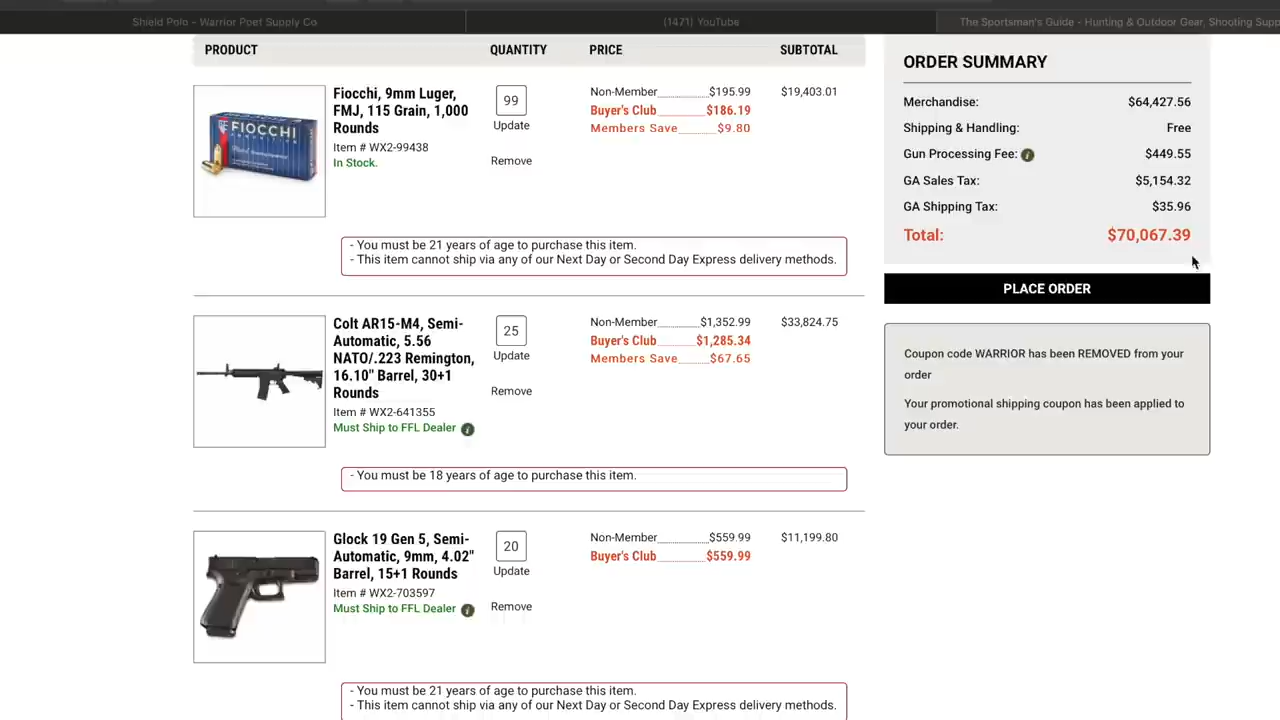 Shield Polo - Warrior Poet Supply Co
(1471) YouTube
The Sportsman's Guide - Hunting & Outdoor Gear, Shooting Supp
PRODUCT
QUANTITY
PRICE
SUBTOTAL
Fiocchi, 9mm Luger,
FMJ, 115 Grain, 1,000
Rounds
Item # WX2-99438
In Stock.
99
Update
Remove
Non-Member $195.99
Buyer's Club $186.19
Members Save $9.80
$19,403.01
FIOCCHI
- You must be 21 years of age to purchase this item.
- This item cannot ship via any of our Next Day or Second Day Express delivery methods.
Colt AR15-M4, Semi-
Automatic, 5.56
NATO/.223 Remington,
16.10" Barrel, 30+1
Rounds
Item # WX2-641355
Must Ship to FFL Dealer
25
Update
Remove
Non-Member $1,352.99
Buyer's Club $1,285.34
Members Save $67.65
$33,824.75
- You must be 18 years of age to purchase this item.
Glock 19 Gen 5, Semi-
Automatic, 9mm, 4.02"
Barrel, 15+1 Rounds
Item # WX2-703597
Must Ship to FFL Dealer
20
Update
Remove
Non-Member $559.99
Buyer's Club $559.99
$11,199.80
- You must be 21 years of age to purchase this item.
- This item cannot ship via any of our Next Day or Second Day Express delivery methods.
ORDER SUMMARY
Merchandise: $64,427.56
Shipping & Handling: Free
Gun Processing Fee: $449.55
GA Sales Tax: $5,154.32
GA Shipping Tax: $35.96
Total: $70,067.39
PLACE ORDER
Coupon code WARRIOR has been REMOVED from your
order
Your promotional shipping coupon has been applied to
your order.